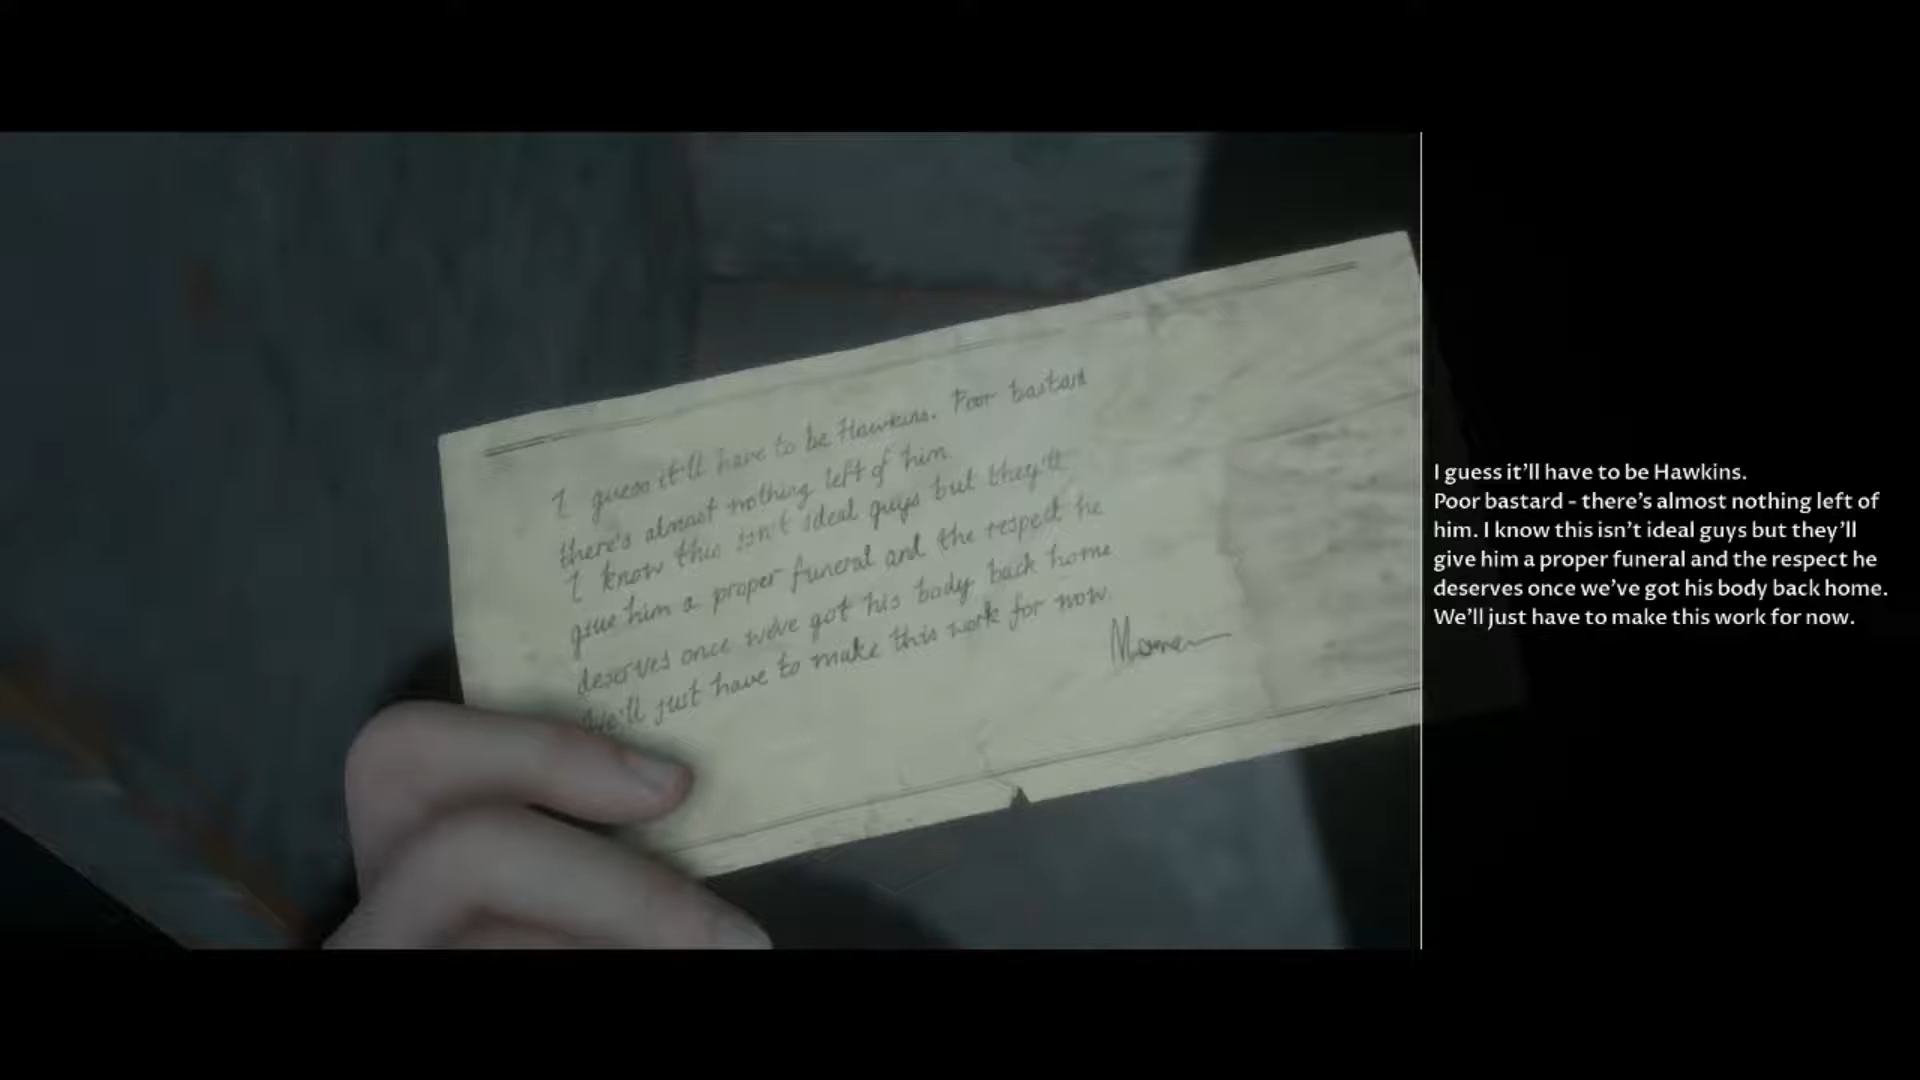 I guess it'll have to be Hawkins. Poor bastard
there's almost nothing left of him.
I know this isn't ideal guys but they'll
give him a proper funeral and the respect he
deserves once we've got his body back home.
We'll just have to make this work for now.
I guess it'll have to be Hawkins.
Poor bastard - there's almost nothing left of
him. I know this isn't ideal guys but they'll
give him a proper funeral and the respect he
deserves once we've got his body back home.
We'll just have to make this work for now.